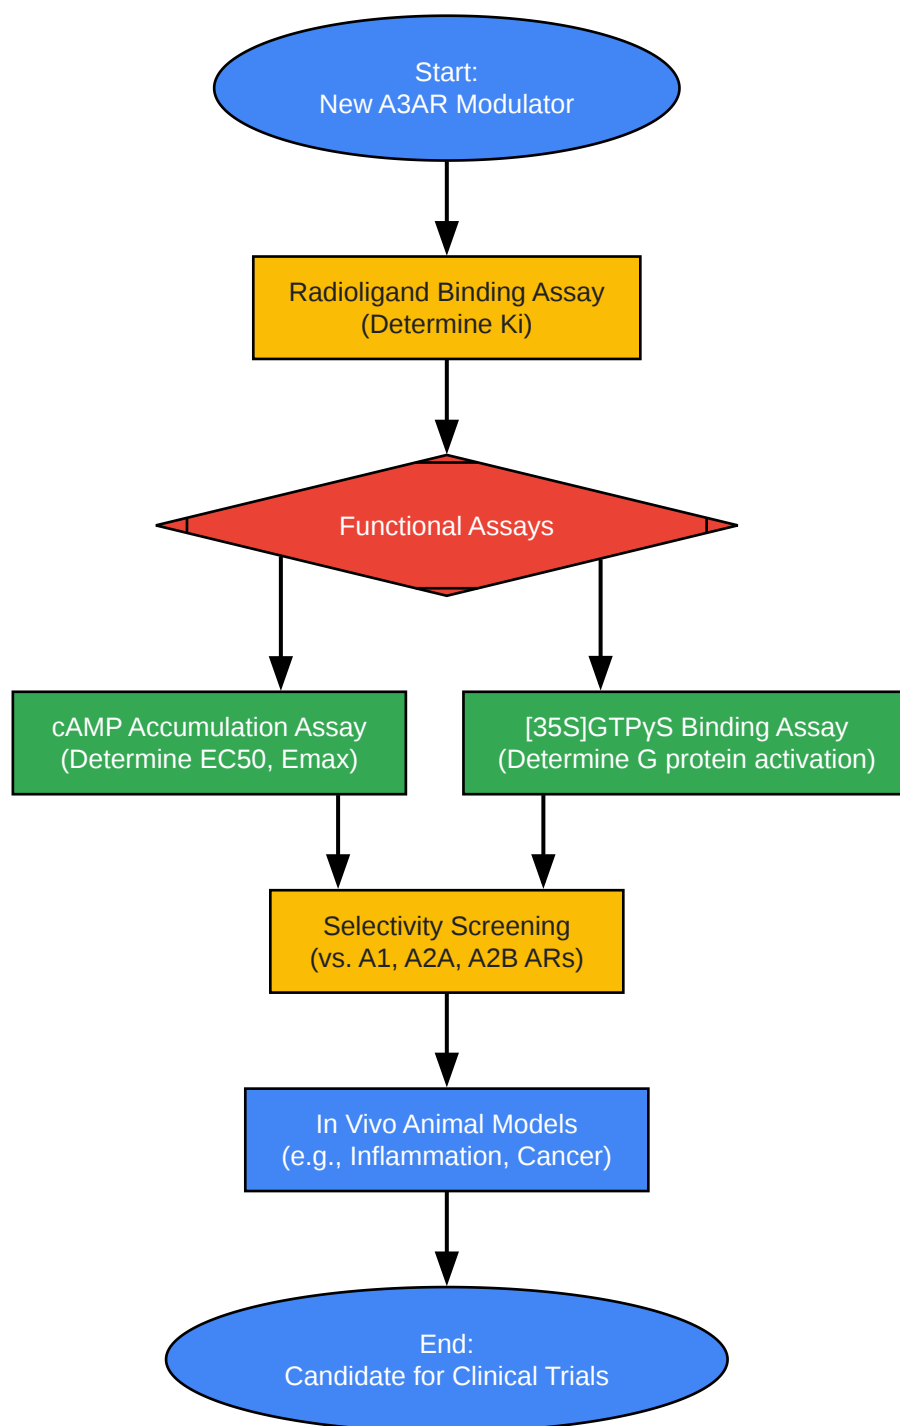 Start:
New A3AR Modulator
Radioligand Binding Assay
(Determine Ki)
Functional Assays
cAMP Accumulation Assay
(Determine EC50, Emax)
[35S]GTPγS Binding Assay
(Determine G protein activation)
Selectivity Screening
(vs. A1, A2A, A2B ARs)
In Vivo Animal Models
(e.g., Inflammation, Cancer)
End:
Candidate for Clinical Trials